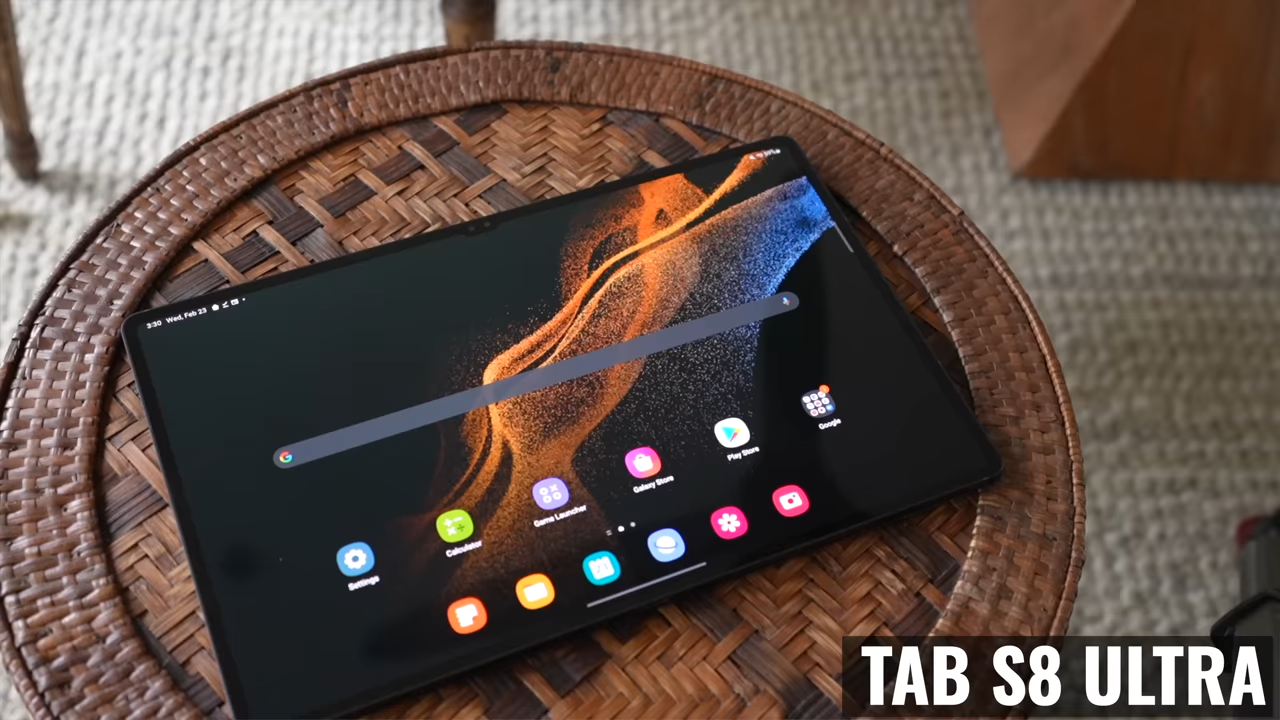 3:30 Wed, Feb 23
Settings
Calculator
Game Launcher
Galaxy Store
Play Store
Google
TAB S8 ULTRA